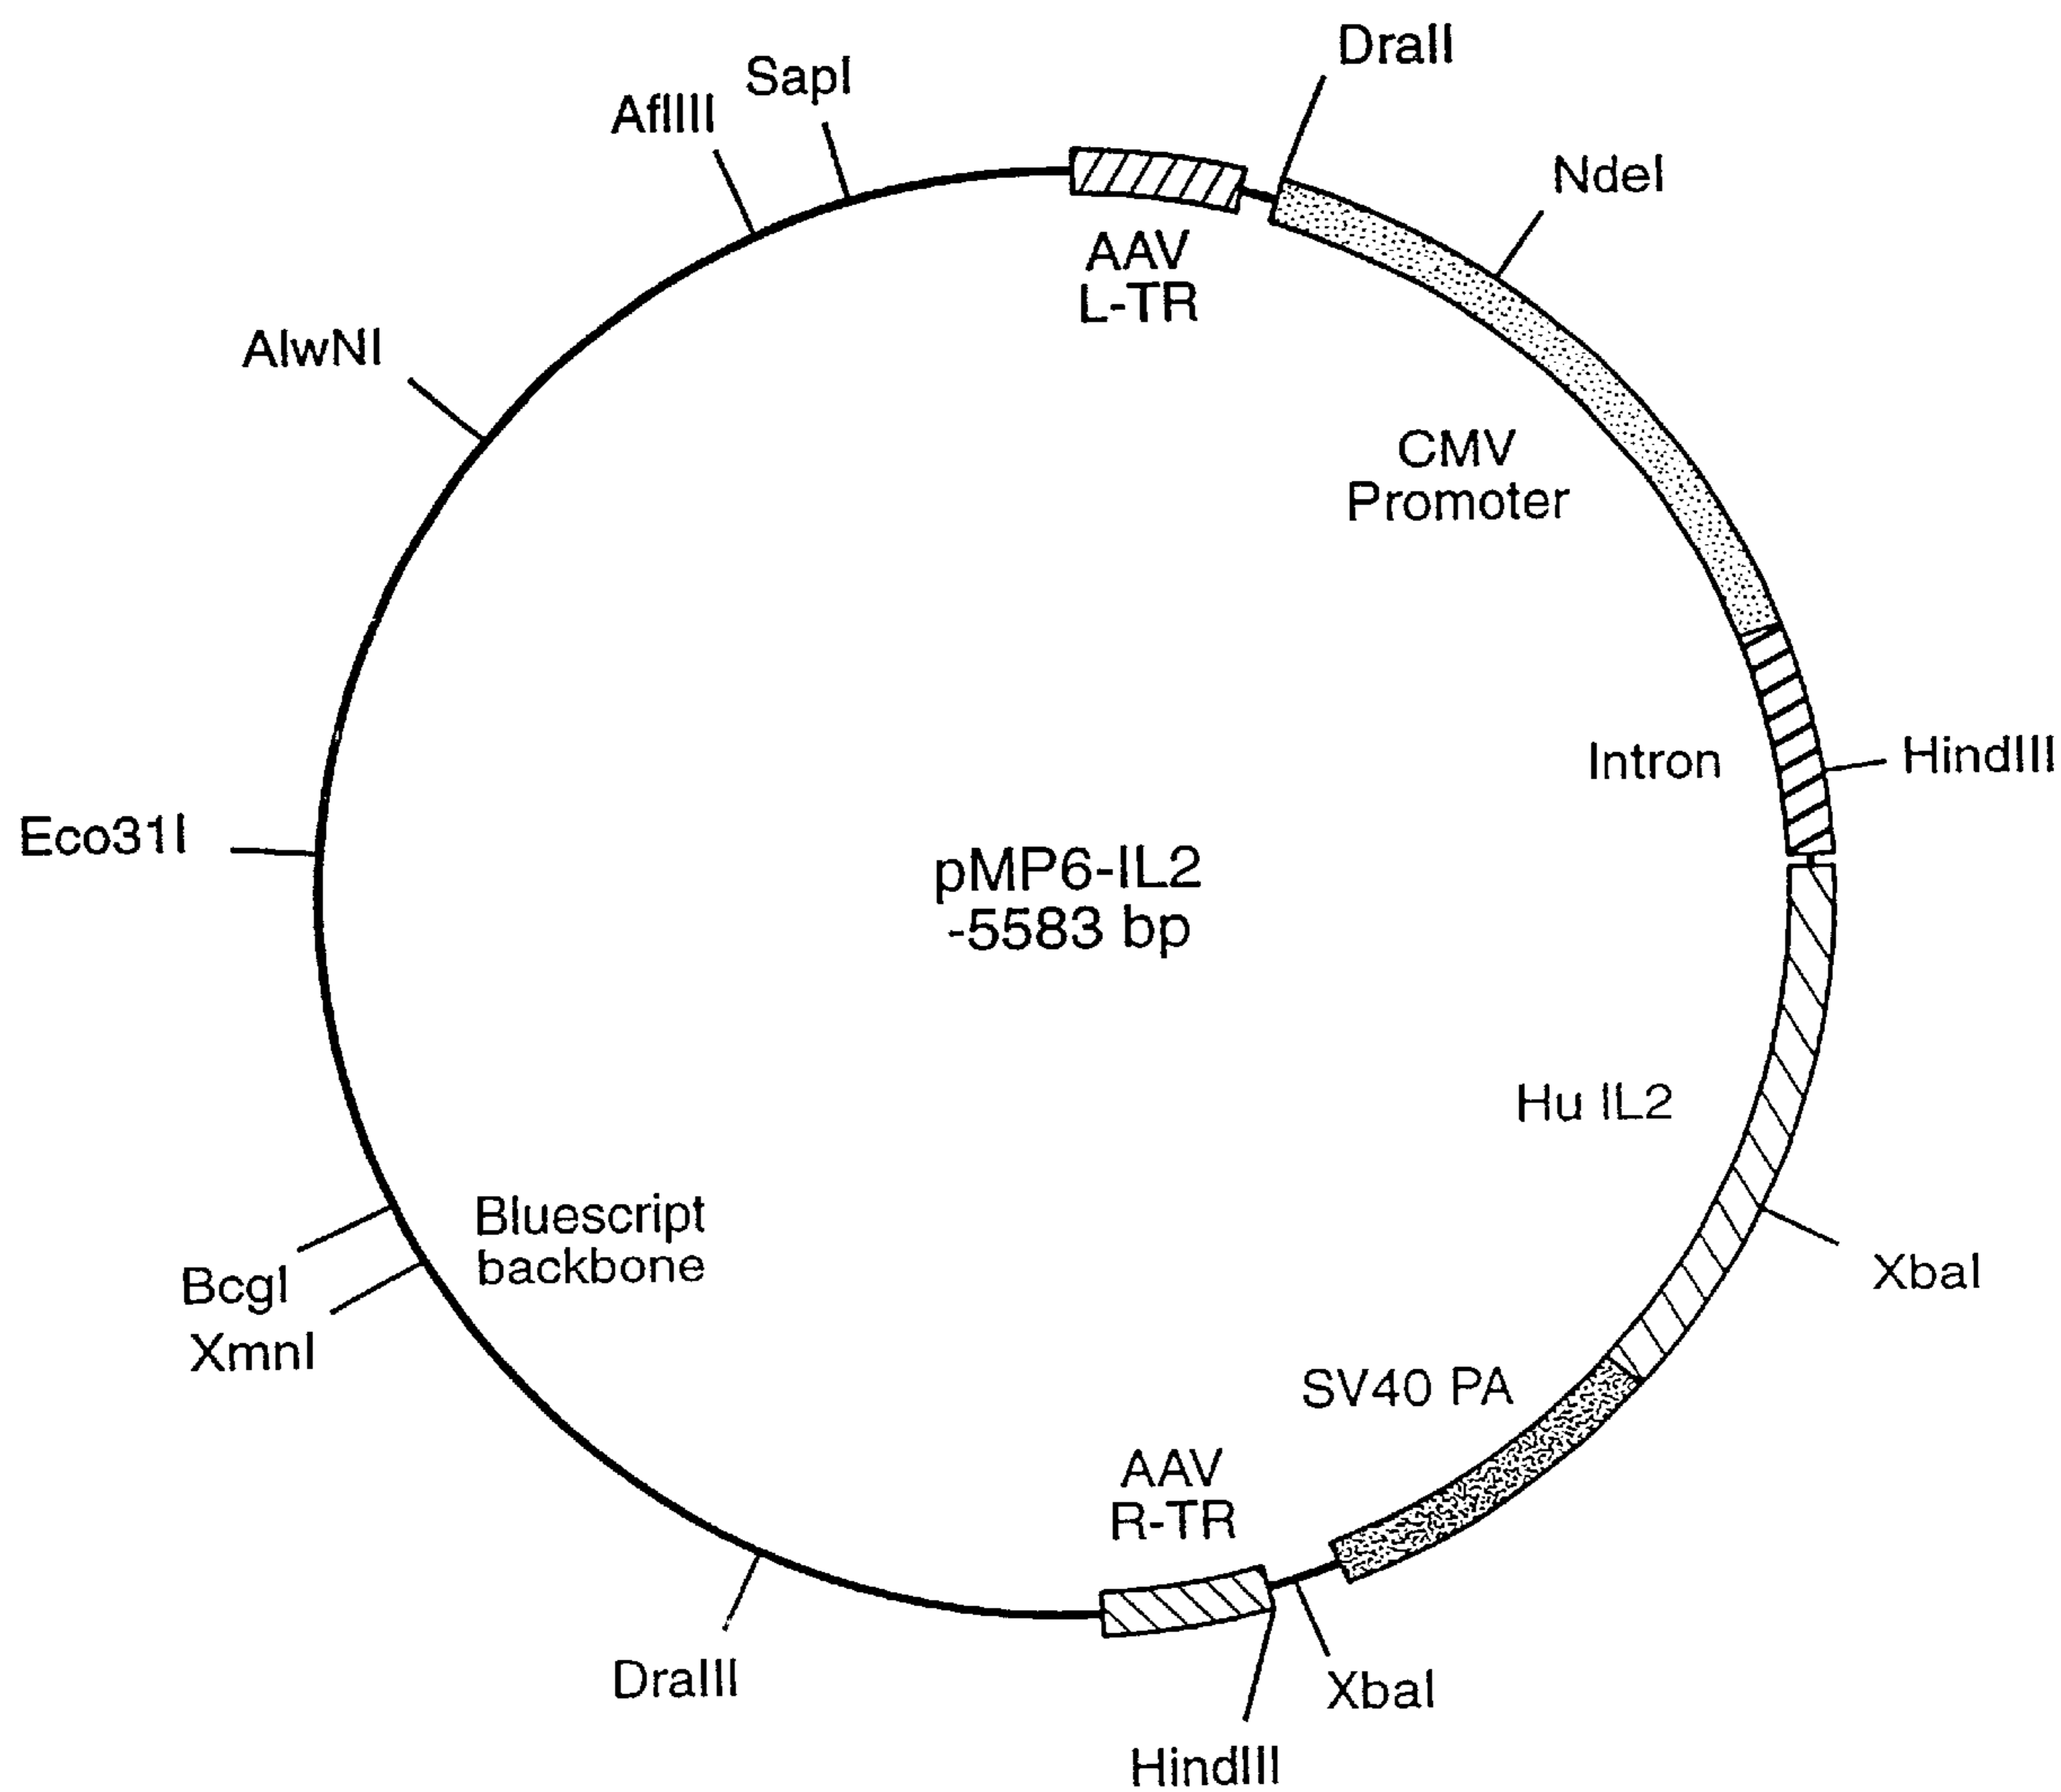 DraII
SapI
AflIII
NdeI
AAV
L-TR
AlwNI
CMV
Promoter
Intron
HindIII
Eco31I
pMP6-IL2
-5583 bp
Hu IL2
Bluescript
backbone
XbaI
BcgI
XmnI
SV40 PA
AAV
R-TR
DraIII
XbaI
HindIII